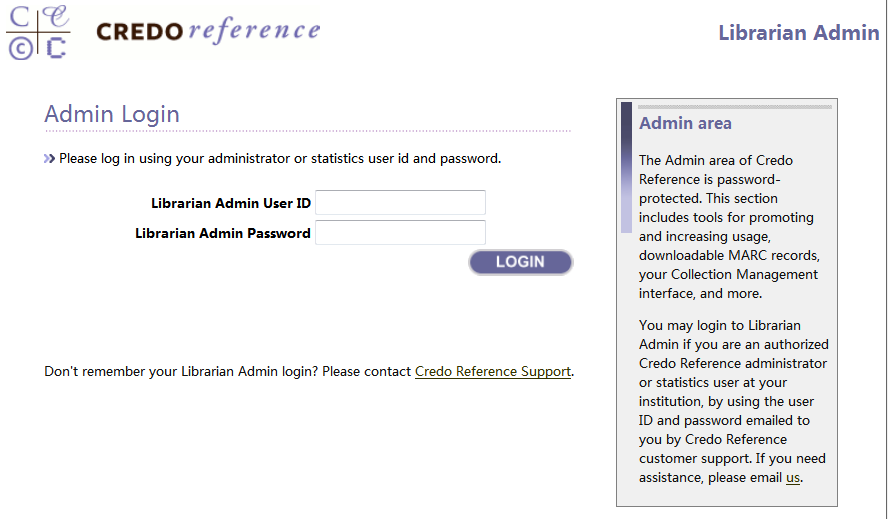 C C
© C
CREDO reference
Librarian Admin
Admin Login
Please log in using your administrator or statistics user id and password.
Librarian Admin User ID
Librarian Admin Password
LOGIN
Don't remember your Librarian Admin login? Please contact Credo Reference Support.
Admin area
The Admin area of Credo
Reference is password-
protected. This section
includes tools for promoting
and increasing usage,
downloadable MARC records,
your Collection Management
interface, and more.
You may login to Librarian
Admin if you are an authorized
Credo Reference administrator
or statistics user at your
institution, by using the user
ID and password emailed to
you by Credo Reference
customer support. If you need
assistance, please email us.